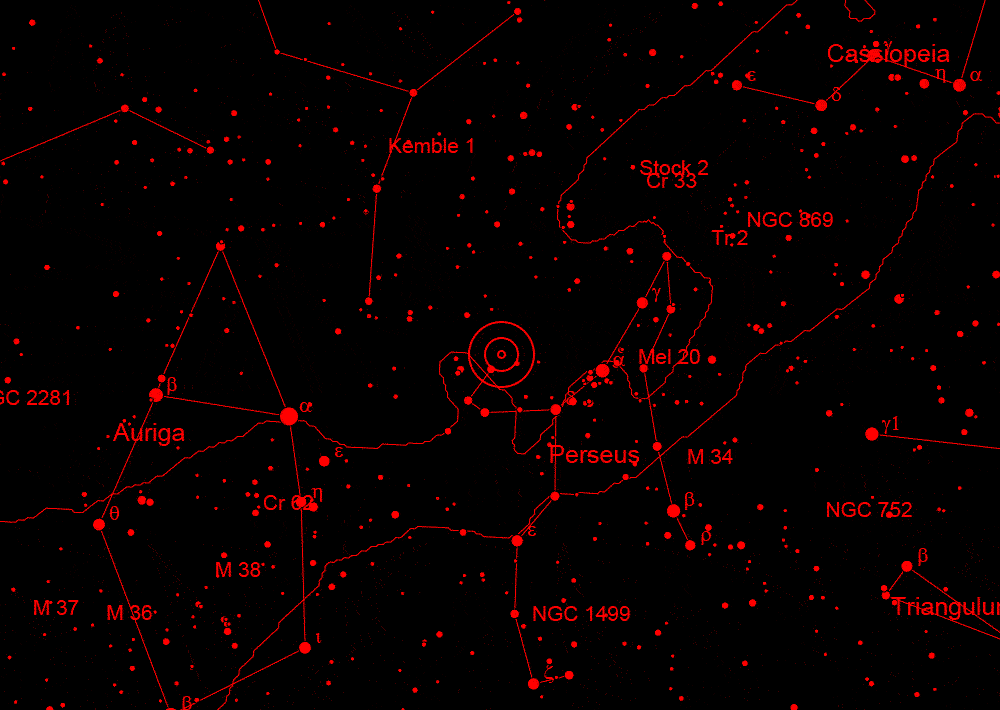 γ
Cassiopeia
ε
η
α
δ
Kemble 1
Stock 2
Cr 33
NGC 869
Tr 2
γ
α
Mel 20
β
GC 2281
α
γ1
Auriga
ε
Perseus
M 34
Cr 62
η
β
NGC 752
θ
ε
ρ
β
M 38
M 37
M 36
NGC 1499
Triangulum
ι
ζ
β